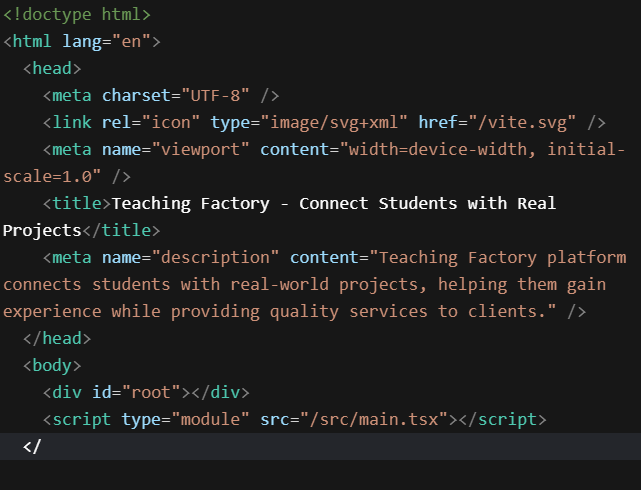 <!doctype html>
<html lang="en">
  <head>
    <meta charset="UTF-8" />
    <link rel="icon" type="image/svg+xml" href="/vite.svg" />
    <meta name="viewport" content="width=device-width, initial-
scale=1.0" />
    <title>Teaching Factory - Connect Students with Real
Projects</title>
    <meta name="description" content="Teaching Factory platform
connects students with real-world projects, helping them gain
experience while providing quality services to clients." />
  </head>
  <body>
    <div id="root"></div>
    <script type="module" src="/src/main.tsx"></script>
  </